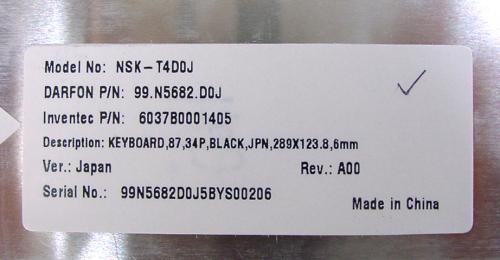 Model No: NSK-T4D0J
DARFON P/N: 99.N5682.D0J
Inventec P/N: 6037B0001405
Description: KEYBOARD,87,34P,BLACK,JPN,289X123.8,6mm
Ver.: Japan Rev.: A00
Serial No.: 99N5682D0J5BYS00206
Made in China